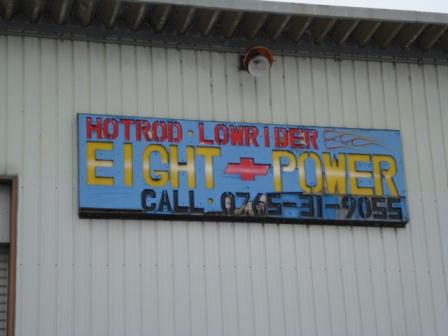 HOTROD·LOWRIDER
EIGHT POWER
CALL·0765-31-9055